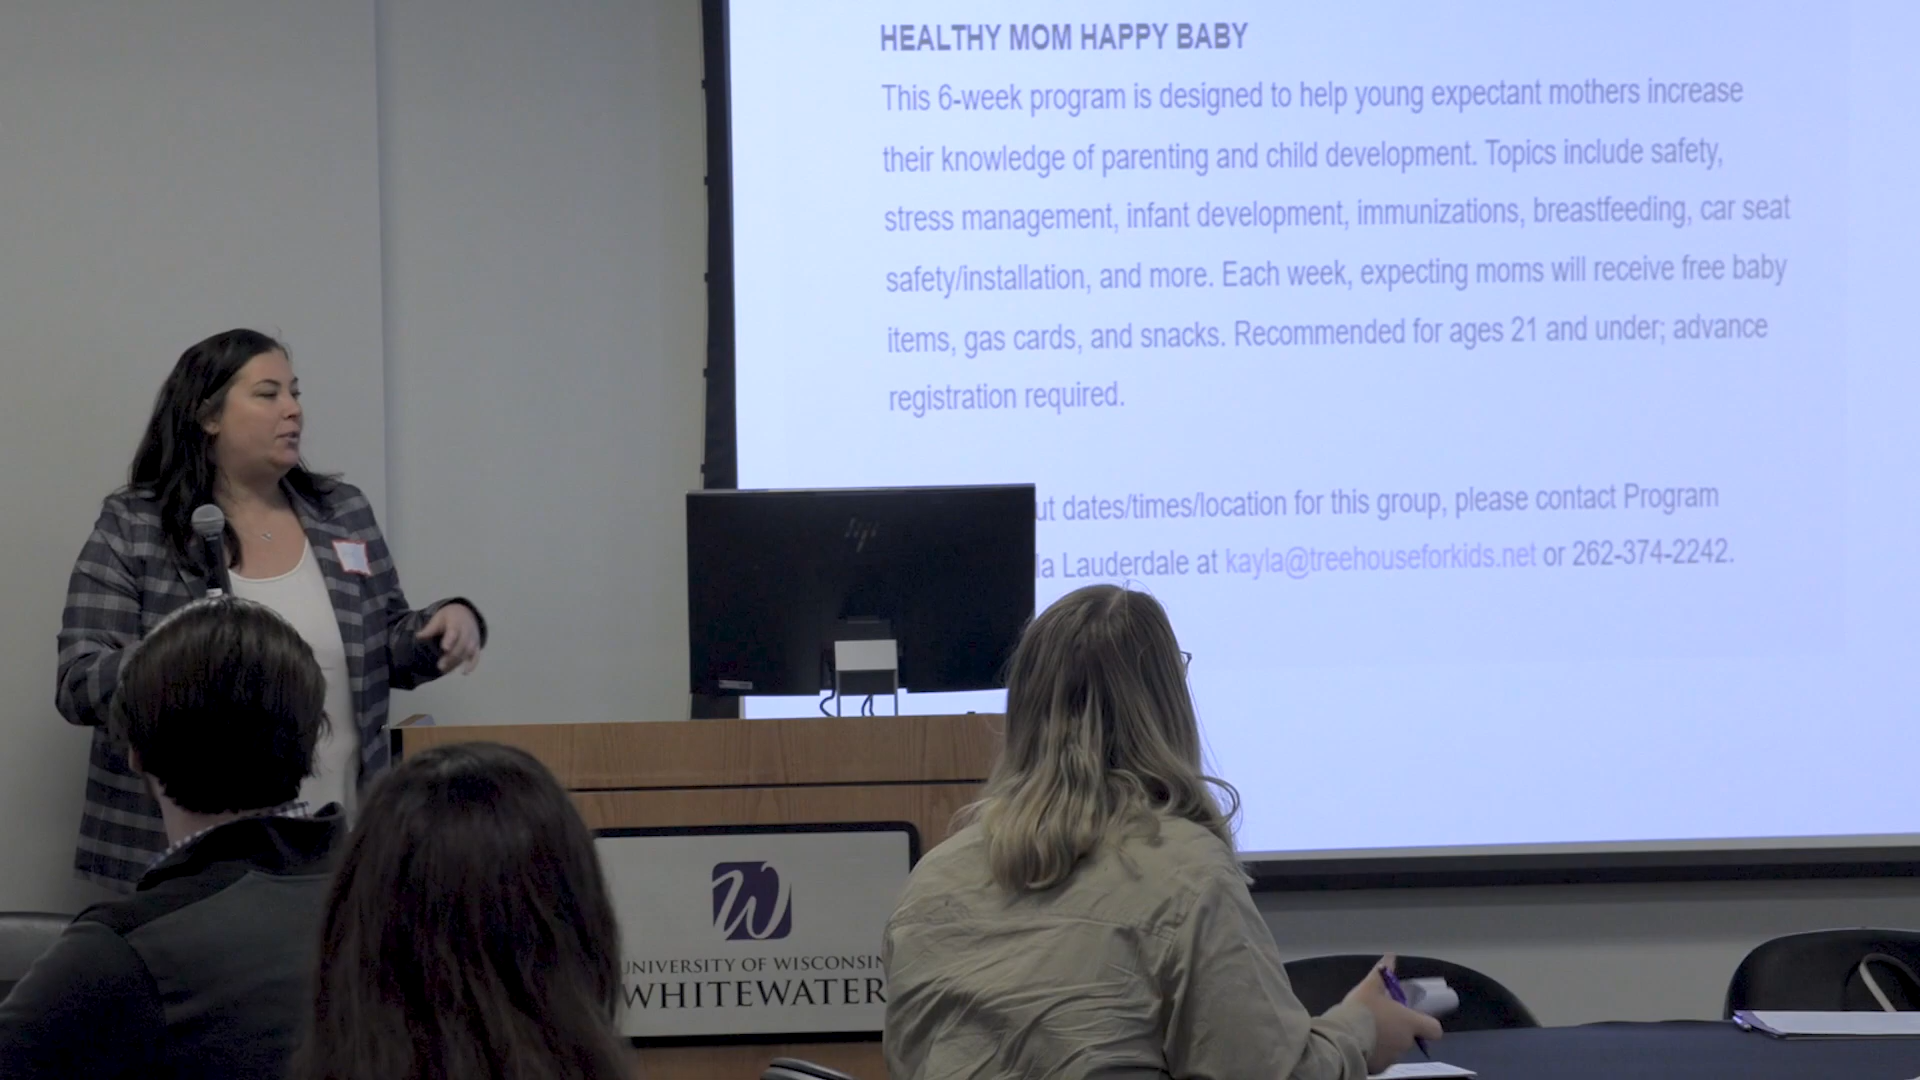 HEALTHY MOM HAPPY BABY
This 6-week program is designed to help young expectant mothers increase
their knowledge of parenting and child development. Topics include safety,
stress management, infant development, immunizations, breastfeeding, car seat
safety/installation, and more. Each week, expecting moms will receive free baby
items, gas cards, and snacks. Recommended for ages 21 and under; advance
registration required.
ut dates/times/location for this group, please contact Program
la Lauderdale at kayla@treehouseforkids.net or 262-374-2242.
W
UNIVERSITY OF WISCONSIN
WHITEWATER